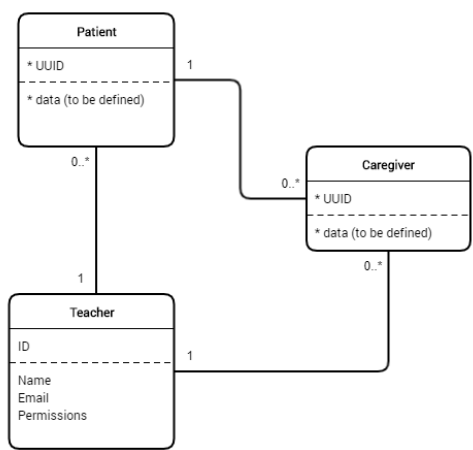 Patient
* UUID
* data (to be defined)
1
0..*
0..*
Caregiver
* UUID
* data (to be defined)
0..*
1
Teacher
ID
Name
Email
Permissions
1